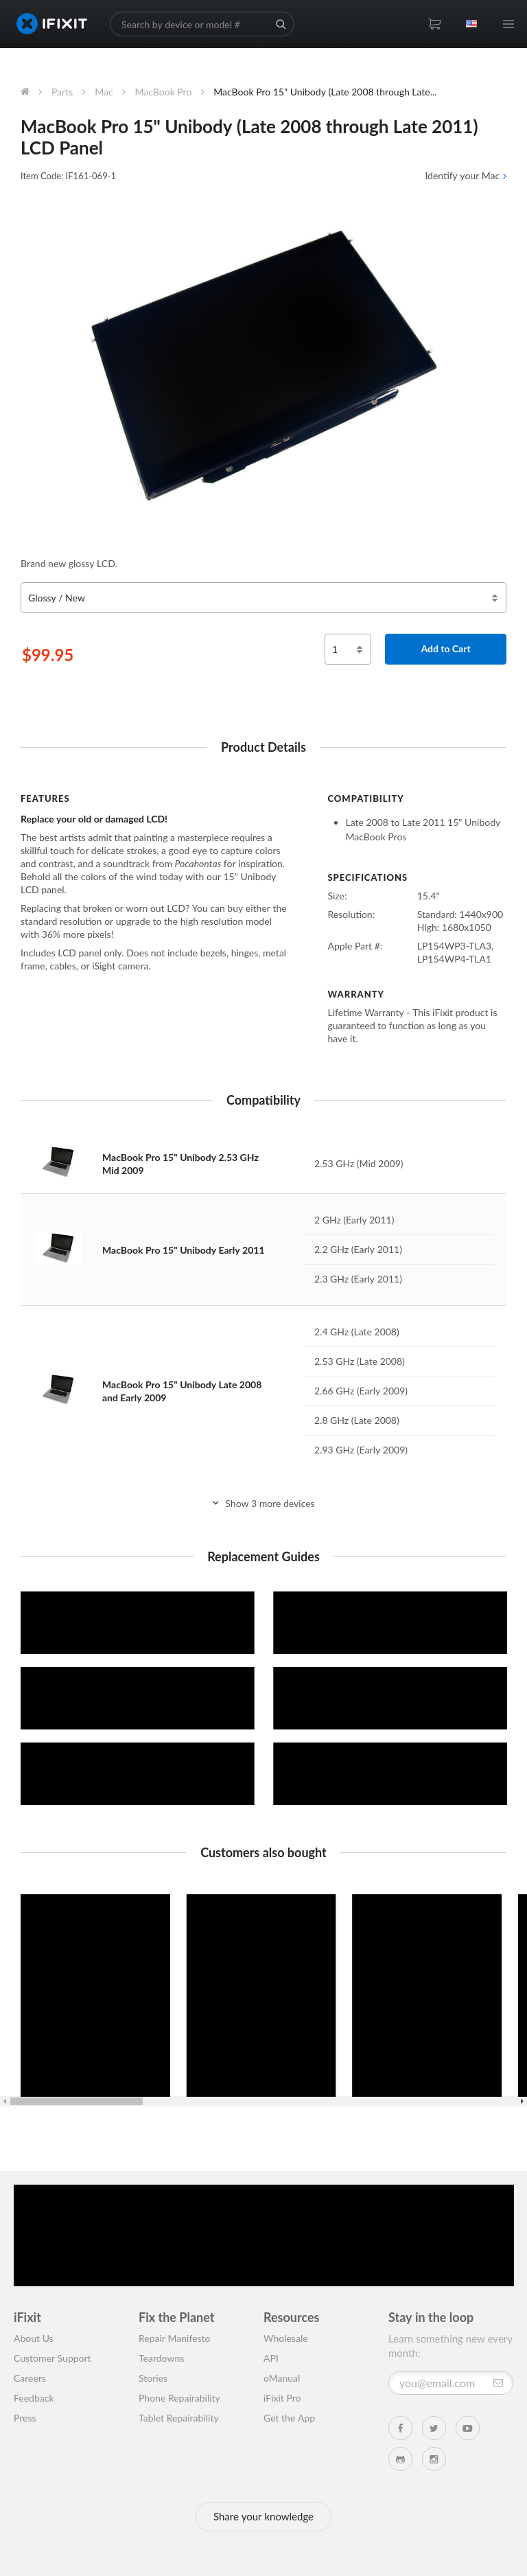 IFIXIT
Search by device or model #
Parts
Mac
MacBook Pro
MacBook Pro 15" Unibody (Late 2008 through Late...
MacBook Pro 15" Unibody (Late 2008 through Late 2011)
LCD Panel
Item Code: IF161-069-1
Identify your Mac
Brand new glossy LCD.
Glossy / New
$99.95
1
Add to Cart
Product Details
FEATURES
Replace your old or damaged LCD!
The best artists admit that painting a masterpiece requires a
skillful touch for delicate strokes, a good eye to capture colors
and contrast, and a soundtrack from Pocahontas for inspiration.
Behold all the colors of the wind today with our 15" Unibody
LCD panel.
Replacing that broken or worn out LCD? You can buy either the
standard resolution or upgrade to the high resolution model
with 36% more pixels!
Includes LCD panel only. Does not include bezels, hinges, metal
frame, cables, or iSight camera.
COMPATIBILITY
Late 2008 to Late 2011 15" Unibody
MacBook Pros
SPECIFICATIONS
Size: 15.4"
Resolution: Standard: 1440x900
High: 1680x1050
Apple Part #: LP154WP3-TLA3,
LP154WP4-TLA1
WARRANTY
Lifetime Warranty - This iFixit product is
guaranteed to function as long as you
have it.
Compatibility
MacBook Pro 15" Unibody 2.53 GHz
Mid 2009
2.53 GHz (Mid 2009)
MacBook Pro 15" Unibody Early 2011
2 GHz (Early 2011)
2.2 GHz (Early 2011)
2.3 GHz (Early 2011)
MacBook Pro 15" Unibody Late 2008
and Early 2009
2.4 GHz (Late 2008)
2.53 GHz (Late 2008)
2.66 GHz (Early 2009)
2.8 GHz (Late 2008)
2.93 GHz (Early 2009)
Show 3 more devices
Replacement Guides
Customers also bought
iFixit
About Us
Customer Support
Careers
Feedback
Press
Fix the Planet
Repair Manifesto
Teardowns
Stories
Phone Repairability
Tablet Repairability
Resources
Wholesale
API
oManual
iFixit Pro
Get the App
Stay in the loop
Learn something new every
month:
you@email.com
Share your knowledge